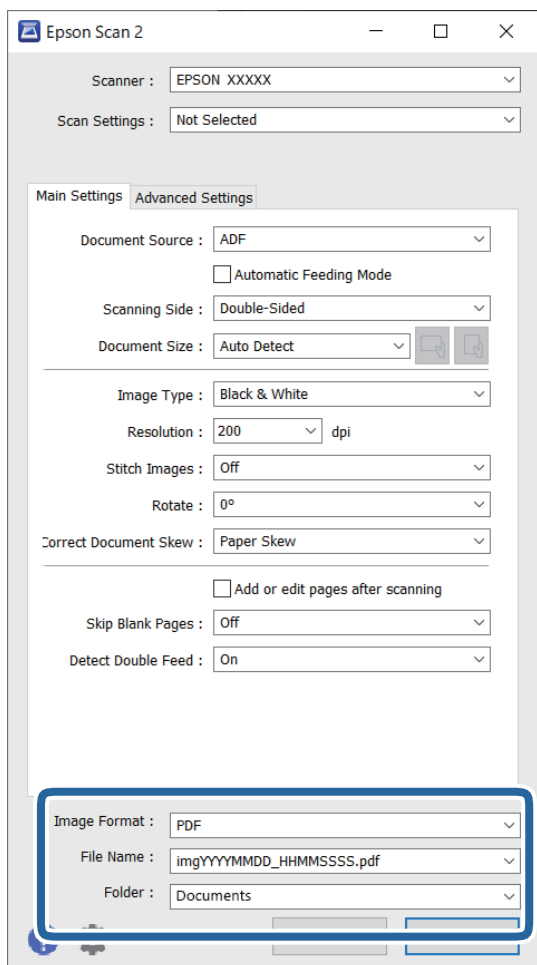 Epson Scan 2
Scanner : EPSON XXXXX
Scan Settings : Not Selected
Main Settings Advanced Settings
Document Source : ADF
Automatic Feeding Mode
Scanning Side : Double-Sided
Document Size : Auto Detect
Image Type : Black & White
Resolution : 200 dpi
Stitch Images : Off
Rotate : 0°
Correct Document Skew : Paper Skew
Add or edit pages after scanning
Skip Blank Pages : Off
Detect Double Feed : On
Image Format : PDF
File Name : imgYYYYMMDD_HHMMSSSS.pdf
Folder : Documents